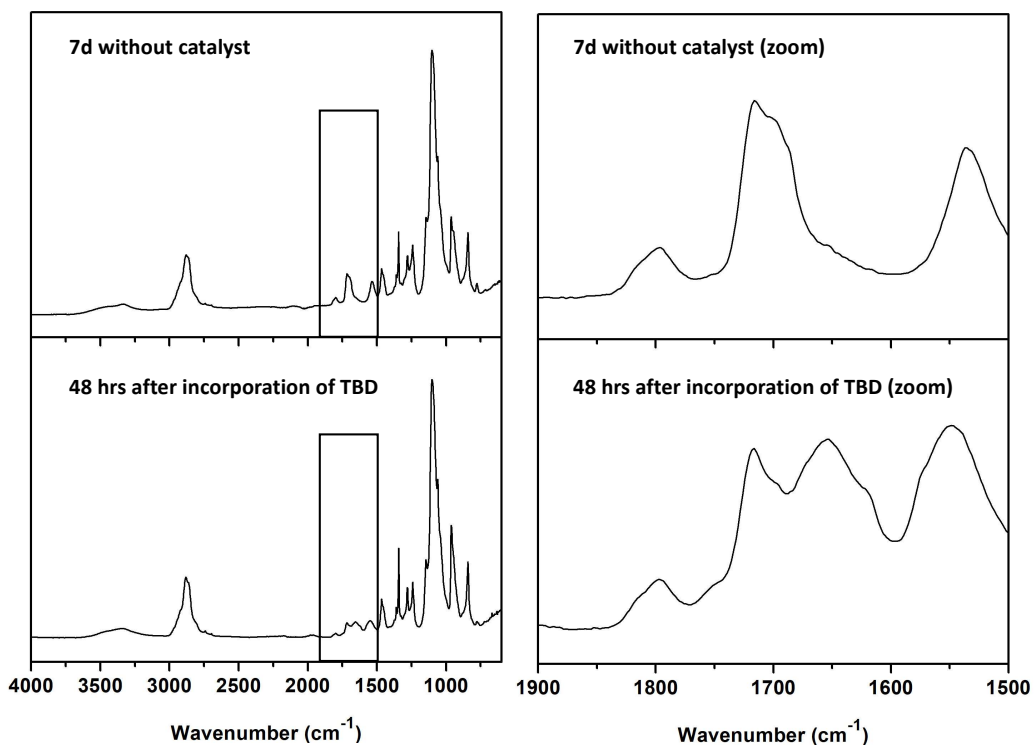 7d without catalyst
7d without catalyst (zoom)
48 hrs after incorporation of TBD
48 hrs after incorporation of TBD (zoom)
4000 3500 3000 2500 2000 1500 1000
1900 1800 1700 1600 1500
Wavenumber (cm⁻¹)
Wavenumber (cm⁻¹)